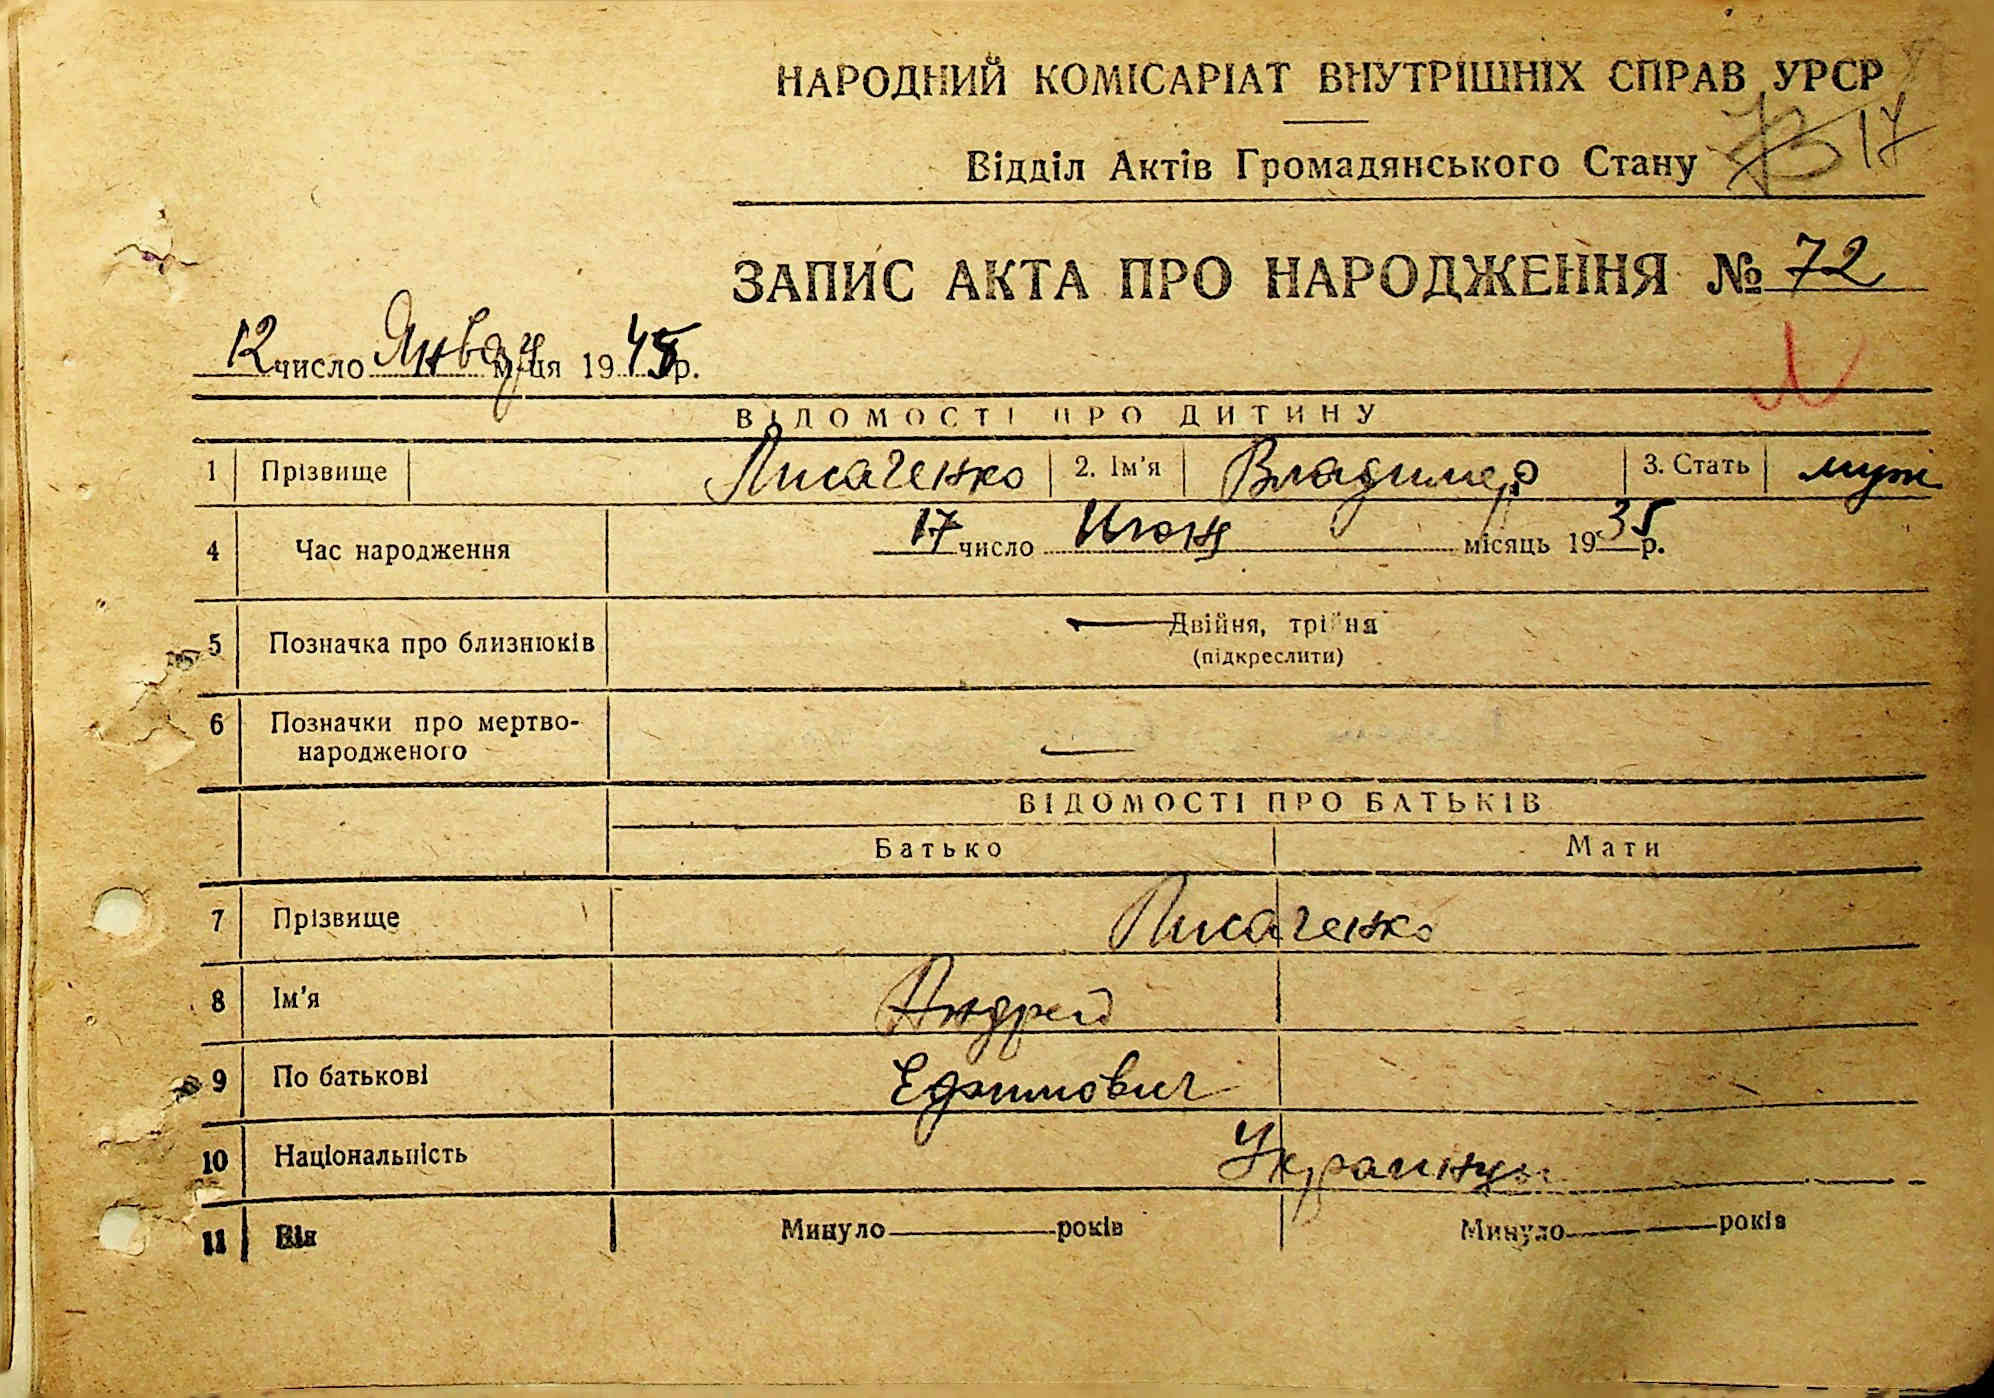 НАРОДНИЙ КОМІСАРІАТ ВНУТРІШНІХ СПРАВ УРСР
Відділ Актів Громадянського Стану 17
ЗАПИС АКТА ПРО НАРОДЖЕННЯ № 72
12 число Январ м-ця 1945 р.
ВІДОМОСТІ ПРО ДИТИНУ
1 Прізвище Лисаченко 2. Ім'я Владимир 3. Стать муж
4 Час народження 17 число Июня місяць 1935 р.
5 Позначка про близнюків Двійня, трійня
(підкреслити)
6 Позначки про мертво-
народженого
ВІДОМОСТІ ПРО БАТЬКІВ
Батько Мати
7 Прізвище Лисаченко
8 Ім'я Андрей
9 По батькові Ефимович
10 Національність Украинцы
11 Вік Минуло років Минуло років